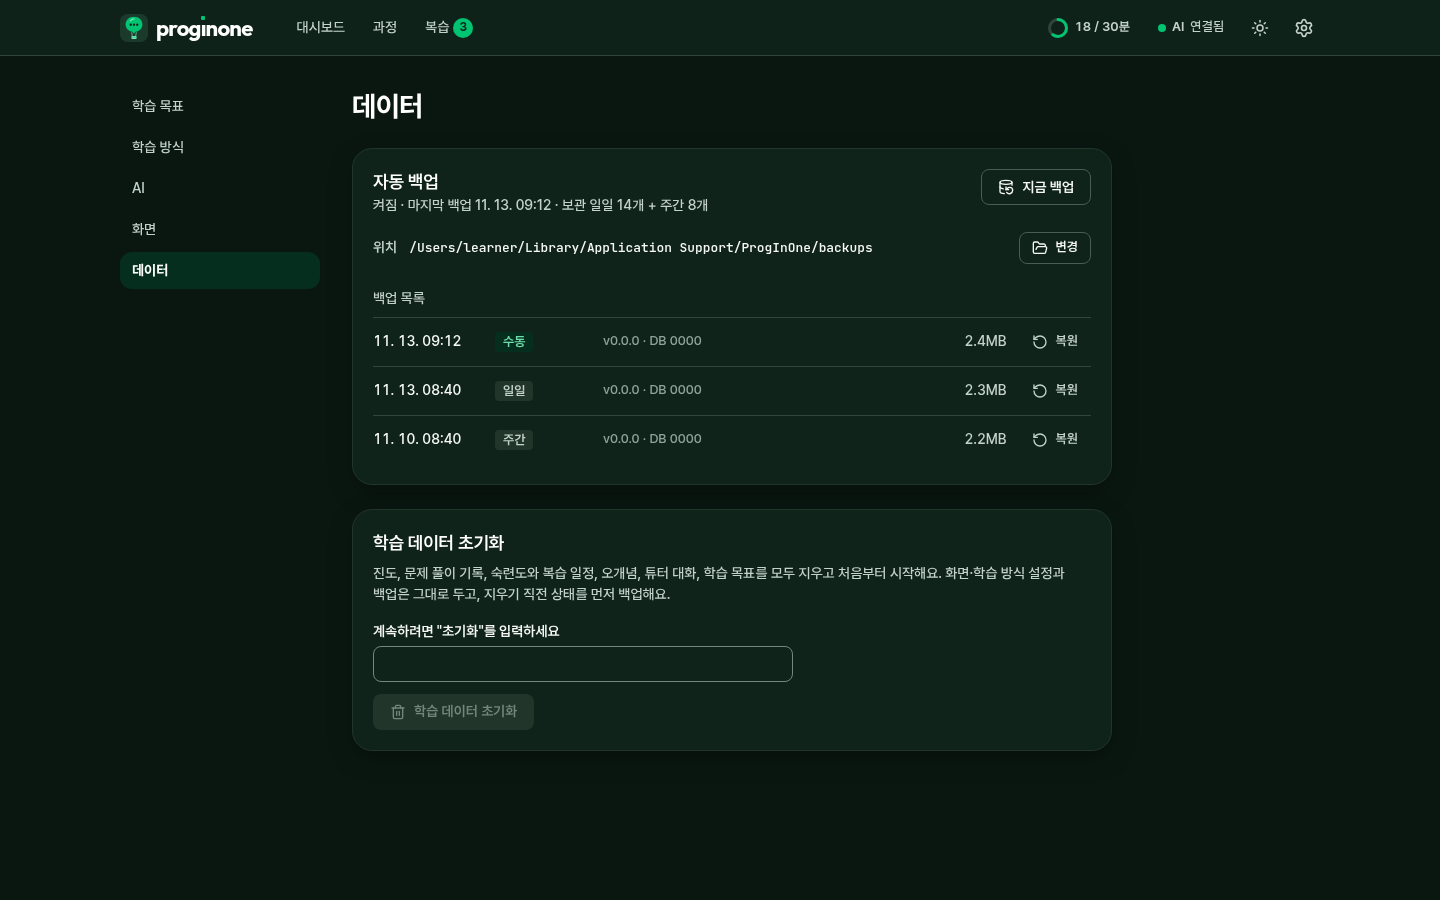 proginone
대시보드
과정
복습 3
18 / 30분
AI 연결됨
학습 목표
학습 방식
AI
화면
데이터
데이터
자동 백업
켜짐 · 마지막 백업 11. 13. 09:12 · 보관 일일 14개 + 주간 8개
지금 백업
위치 /Users/learner/Library/Application Support/ProgInOne/backups
변경
백업 목록
11. 13. 09:12 수동 v0.0.0 · DB 0000 2.4MB 복원
11. 13. 08:40 일일 v0.0.0 · DB 0000 2.3MB 복원
11. 10. 08:40 주간 v0.0.0 · DB 0000 2.2MB 복원
학습 데이터 초기화
진도, 문제 풀이 기록, 숙련도와 복습 일정, 오개념, 튜터 대화, 학습 목표를 모두 지우고 처음부터 시작해요. 화면·학습 방식 설정과
백업은 그대로 두고, 지우기 직전 상태를 먼저 백업해요.
계속하려면 "초기화"를 입력하세요
학습 데이터 초기화